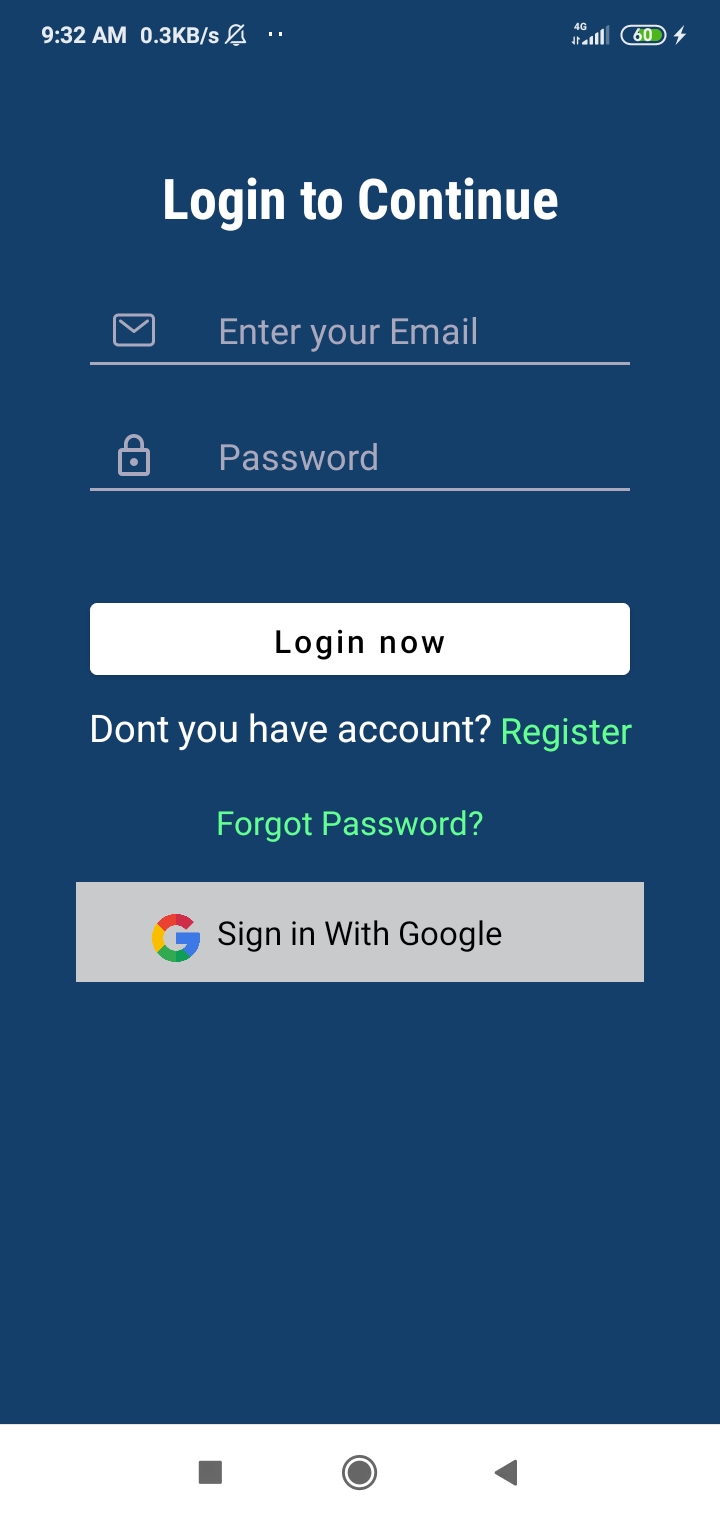 9:32 AM 0.3KB/s 4G 60
Login to Continue
Enter your Email
Password
Login now
Dont you have account? Register
Forgot Password?
Sign in With Google